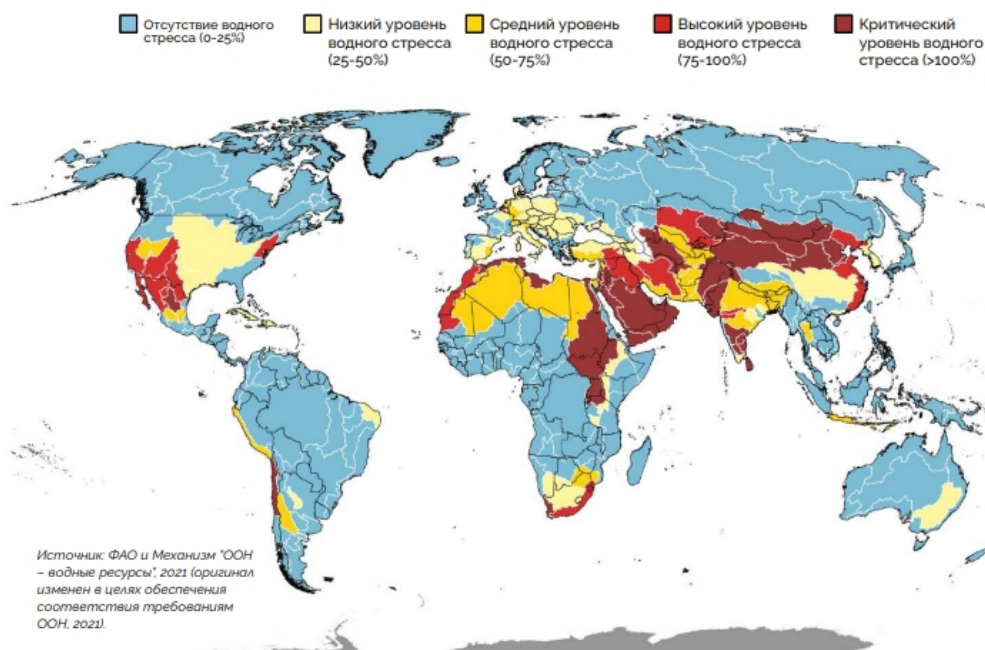 Отсутствие водного
стресса (0-25%)
Низкий уровень
водного стресса
(25-50%)
Средний уровень
водного стресса
(50-75%)
Высокий уровень
водного стресса
(75-100%)
Критический
уровень водного
стресса (>100%)
Источник: ФАО и Механизм "ООН
– водные ресурсы", 2021 (оригинал
изменен в целях обеспечения
соответствия требованиям
ООН, 2021).